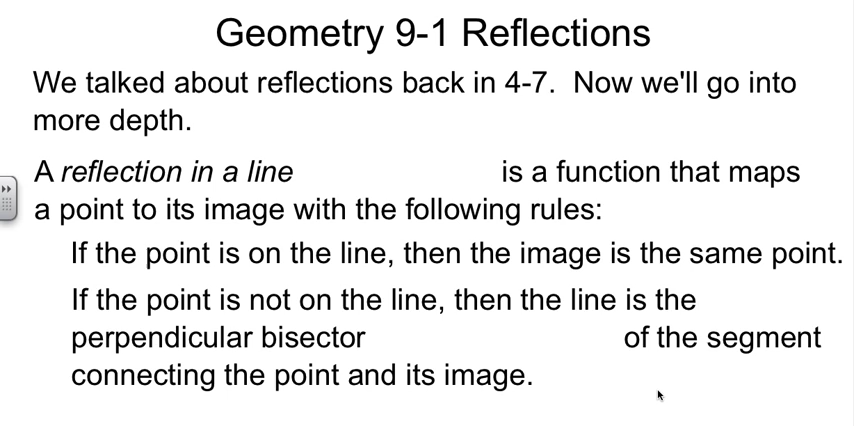 Geometry 9-1 Reflections
We talked about reflections back in 4-7. Now we'll go into
more depth.
A reflection in a line is a function that maps
a point to its image with the following rules:
If the point is on the line, then the image is the same point.
If the point is not on the line, then the line is the
perpendicular bisector of the segment
connecting the point and its image.